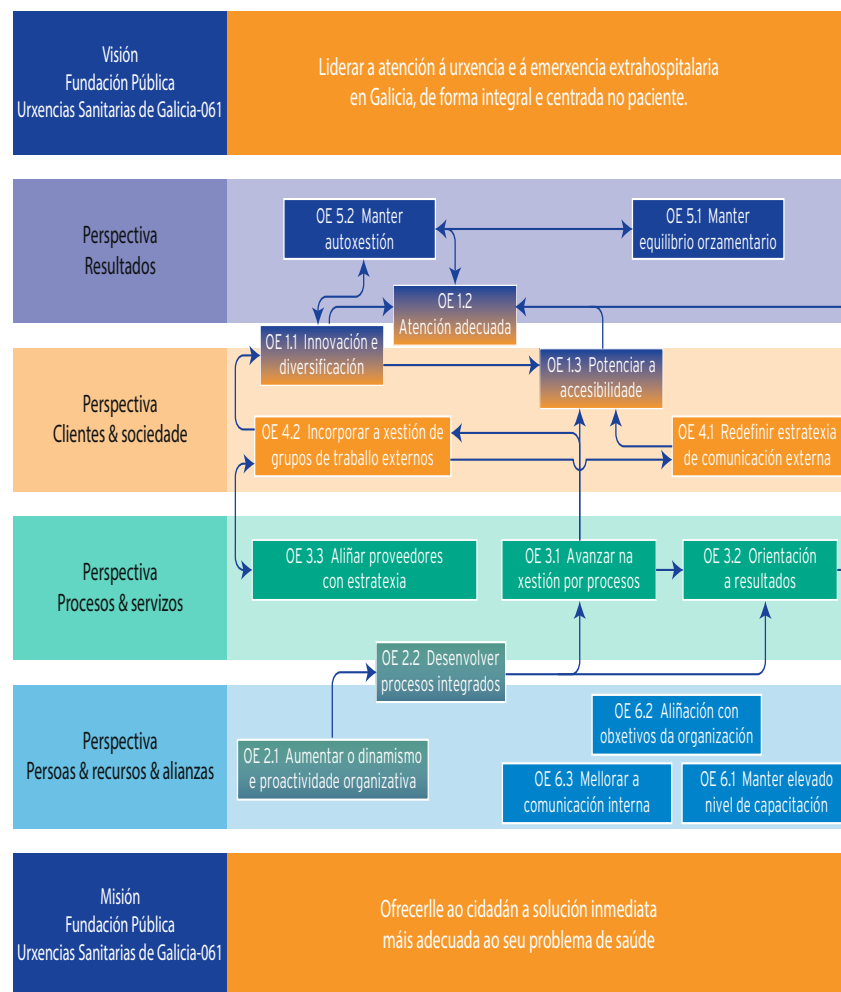 Visión
Fundación Pública
Urxencias Sanitarias de Galicia-061
Liderar a atención á urxencia e á emerxencia extrahospitalaria
en Galicia, de forma integral e centrada no paciente.
Perspectiva
Resultados
OE 5.2 Manter
autoxestión
OE 5.1 Manter
equilibrio orzamentario
OE 1.2
Atención adecuada
OE 1.1 Innovación e
diversificación
OE 1.3 Potenciar a
accesibilidade
Perspectiva
Clientes & sociedade
OE 4.2 Incorporar a xestión de
grupos de traballo externos
OE 4.1 Redefinir estratexia
de comunicación externa
Perspectiva
Procesos & servizos
OE 3.3 Aliñar proveedores
con estratexia
OE 3.1 Avanzar na
xestión por procesos
OE 3.2 Orientación
a resultados
OE 2.2 Desenvolver
procesos integrados
Perspectiva
Persoas & recursos & alianzas
OE 6.2 Aliñación con
obxetivos da organización
OE 2.1 Aumentar o dinamismo
e proactividade organizativa
OE 6.3 Mellorar a
comunicación interna
OE 6.1 Manter elevado
nivel de capacitación
Misión
Fundación Pública
Urxencias Sanitarias de Galicia-061
Ofrecerlle ao cidadán a solución inmediata
máis adecuada ao seu problema de saúde